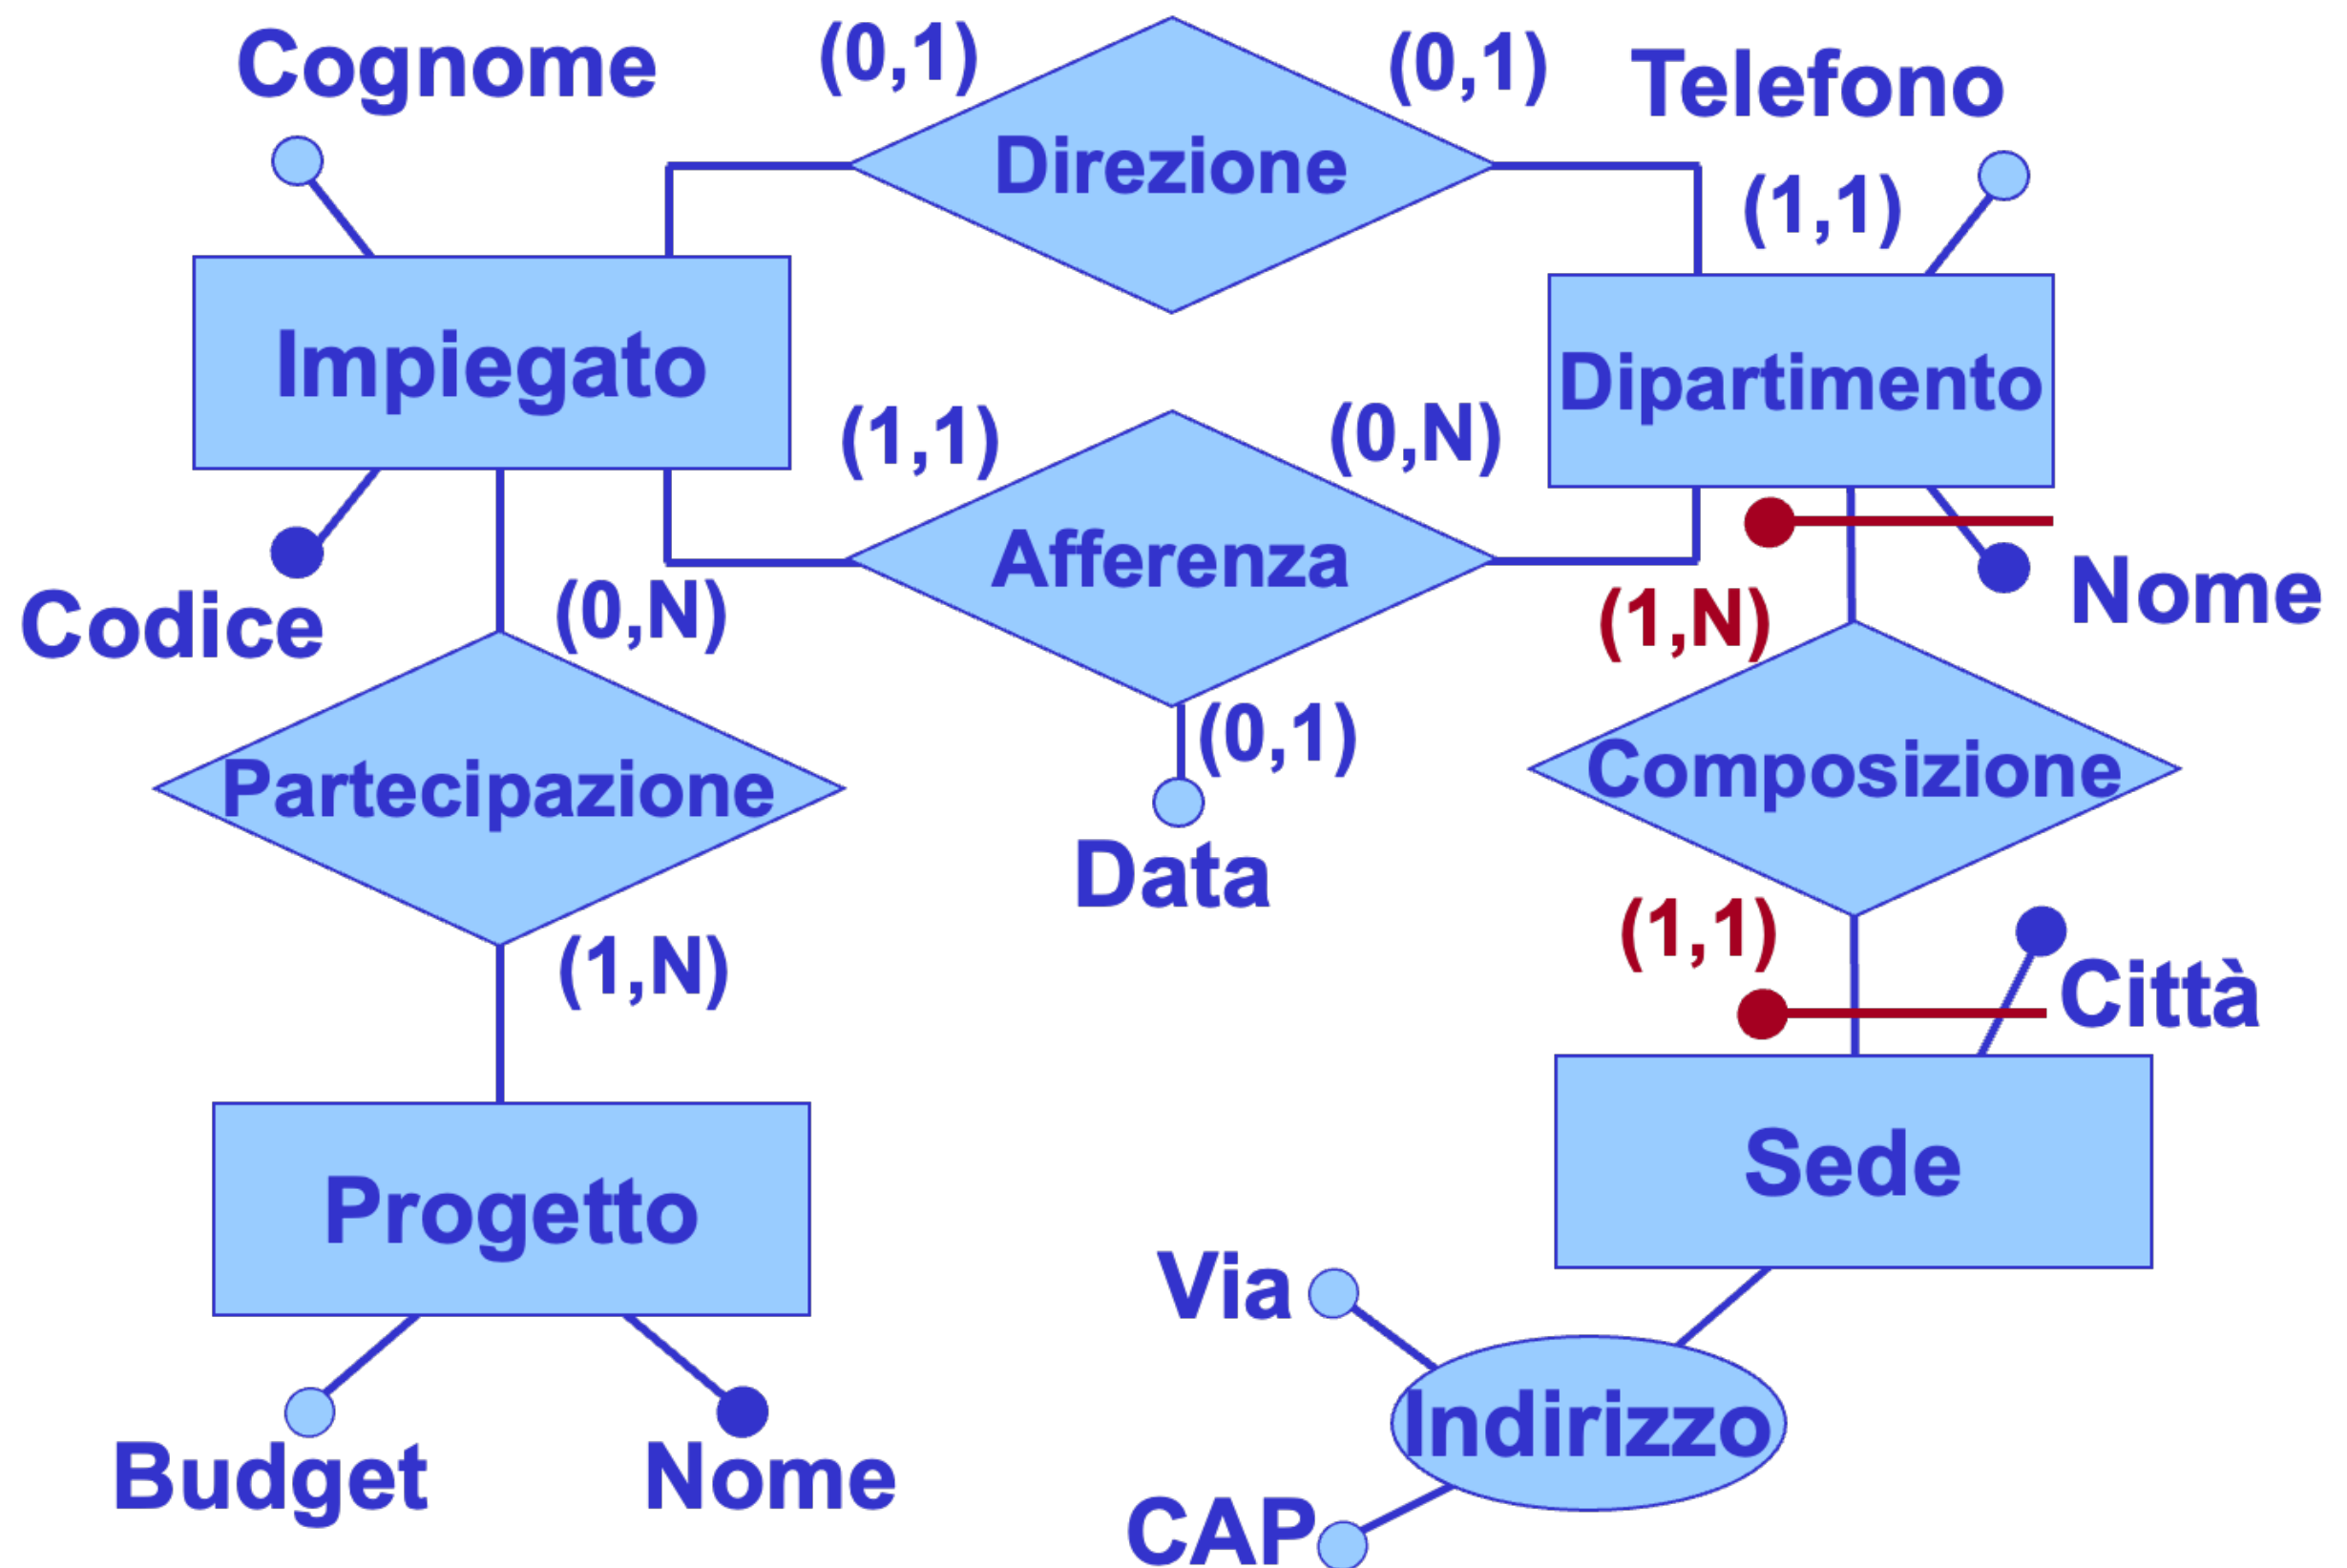 Cognome
(0,1)
(0,1)
Telefono
Direzione
(1,1)
Impiegato
Dipartimento
(1,1)
(0,N)
Afferenza
Codice
(0,N)
(1,N)
Nome
(0,1)
Partecipazione
Composizione
Data
(1,N)
(1,1)
Città
Progetto
Sede
Via
Indirizzo
Budget
Nome
CAP